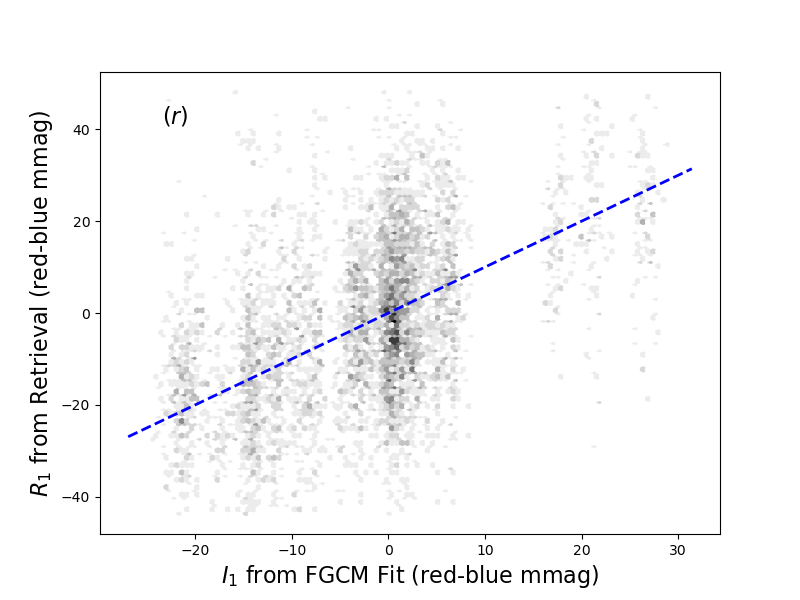 (r)
40
20
0
−20
−40
R₁ from Retrieval (red-blue mmag)
−20 −10 0 10 20 30
I₁ from FGCM Fit (red-blue mmag)